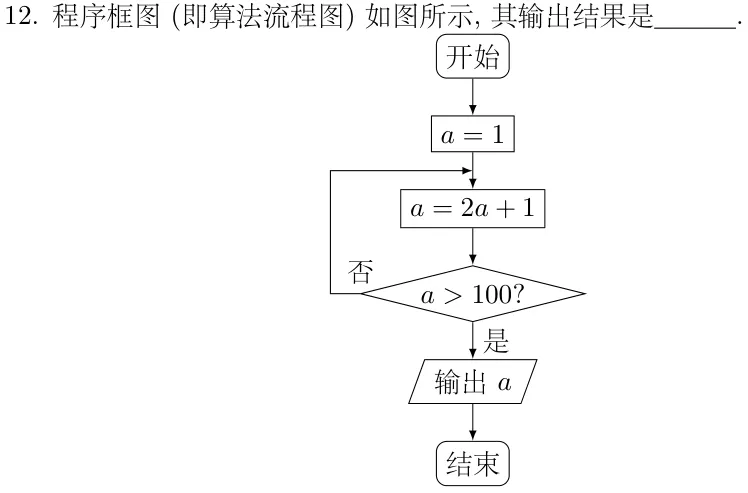 12. 程序框图 (即算法流程图) 如图所示, 其输出结果是______.
开始
a = 1
a = 2a + 1
否
a > 100?
是
输出 a
结束